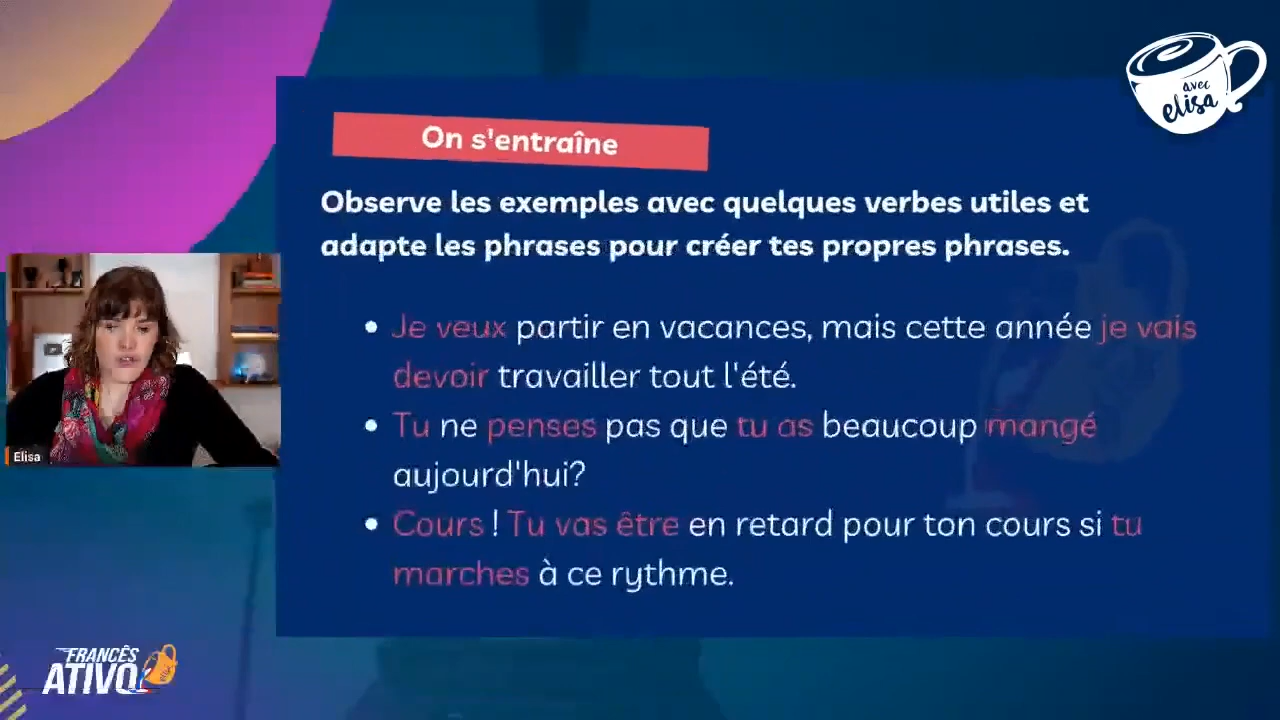 avec
elisa
On s'entraîne
Observe les exemples avec quelques verbes utiles et
adapte les phrases pour créer tes propres phrases.
• Je veux partir en vacances, mais cette année je vais
devoir travailler tout l'été.
• Tu ne penses pas que tu as beaucoup mangé
aujourd'hui?
• Cours ! Tu vas être en retard pour ton cours si tu
marches à ce rythme.
Elisa
FRANCÊS
ATIVO